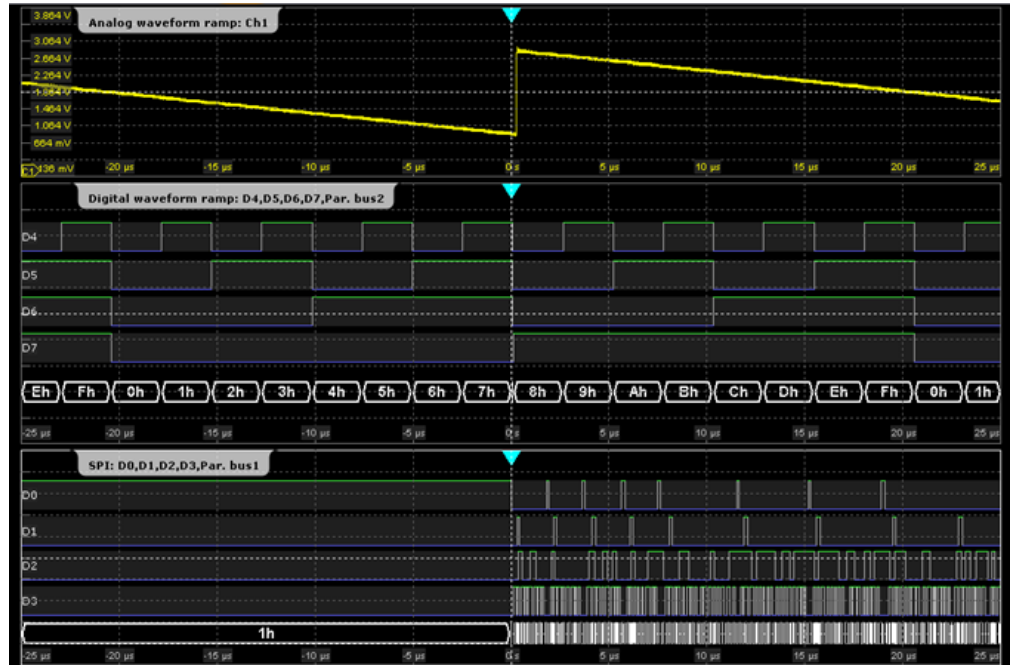 3.864 V
Analog waveform ramp: Ch1
3.064 V
2.664 V
2.264 V
1.864 V
1.464 V
1.064 V
664 mV
C1 436 mV -20 µs -15 µs -10 µs -5 µs 0 s 5 µs 10 µs 15 µs 20 µs 25 µs
Digital waveform ramp: D4,D5,D6,D7,Par. bus2
D4
D5
D6
D7
Eh Fh 0h 1h 2h 3h 4h 5h 6h 7h 8h 9h Ah Bh Ch Dh Eh Fh 0h 1h
-25 µs -20 µs -15 µs -10 µs -5 µs 0 s 5 µs 10 µs 15 µs 20 µs 25 µs
SPI: D0,D1,D2,D3,Par. bus1
D0
D1
D2
D3
1h
-25 µs -20 µs -15 µs -10 µs -5 µs 0 s 5 µs 10 µs 15 µs 20 µs 25 µs